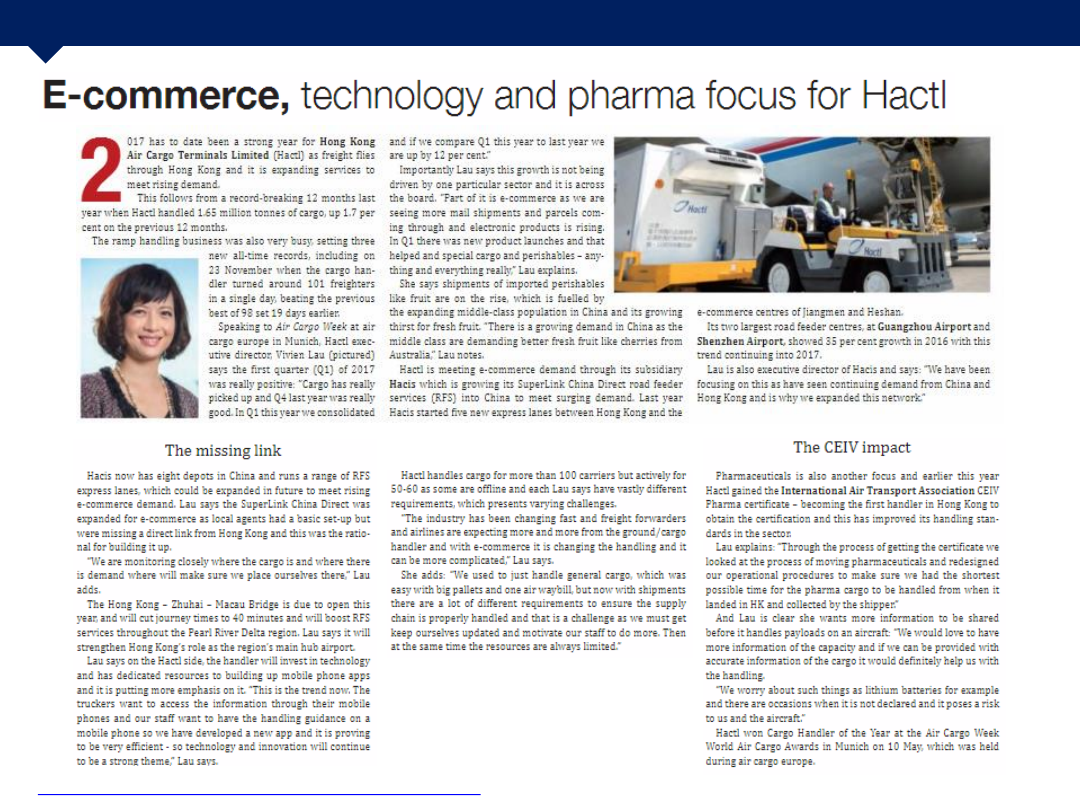 E-commerce, technology and pharma focus for Hactl
2017 has to date been a strong year for Hong Kong
Air Cargo Terminals Limited (Hactl) as freight flies
through Hong Kong and it is expanding services to
meet rising demand.
This follows from a record-breaking 12 months last
year when Hactl handled 1.65 million tonnes of cargo, up 1.7 per
cent on the previous 12 months.
The ramp handling business was also very busy, setting three
new all-time records, including on
23 November when the cargo han-
dler turned around 101 freighters
in a single day, beating the previous
best of 98 set 19 days earlier.
Speaking to Air Cargo Week at air
cargo europe in Munich, Hactl exec-
utive director, Vivien Lau (pictured)
says the first quarter (Q1) of 2017
was really positive: “Cargo has really
picked up and Q4 last year was really
good. In Q1 this year we consolidated
and if we compare Q1 this year to last year we
are up by 12 per cent.”
Importantly Lau says this growth is not being
driven by one particular sector and it is across
the board. “Part of it is e-commerce as we are
seeing more mail shipments and parcels com-
ing through and electronic products is rising.
In Q1 there was new product launches and that
helped and special cargo and perishables – any-
thing and everything really,” Lau explains.
She says shipments of imported perishables
like fruit are on the rise, which is fuelled by
the expanding middle-class population in China and its growing
thirst for fresh fruit. “There is a growing demand in China as the
middle class are demanding better fresh fruit like cherries from
Australia,” Lau notes.
Hactl is meeting e-commerce demand through its subsidiary
Hacis which is growing its SuperLink China Direct road feeder
services (RFS) into China to meet surging demand. Last year
Hacis started five new express lanes between Hong Kong and the
Hactl
Hactl
e-commerce centres of Jiangmen and Heshan.
Its two largest road feeder centres, at Guangzhou Airport and
Shenzhen Airport, showed 35 per cent growth in 2016 with this
trend continuing into 2017.
Lau is also executive director of Hacis and says: “We have been
focusing on this as have seen continuing demand from China and
Hong Kong and is why we expanded this network.”
The missing link
Hacis now has eight depots in China and runs a range of RFS
express lanes, which could be expanded in future to meet rising
e-commerce demand. Lau says the SuperLink China Direct was
expanded for e-commerce as local agents had a basic set-up but
were missing a direct link from Hong Kong and this was the ratio-
nal for building it up.
“We are monitoring closely where the cargo is and where there
is demand where will make sure we place ourselves there,” Lau
adds.
The Hong Kong – Zhuhai – Macau Bridge is due to open this
year, and will cut journey times to 40 minutes and will boost RFS
services throughout the Pearl River Delta region. Lau says it will
strengthen Hong Kong’s role as the region’s main hub airport.
Lau says on the Hactl side, the handler will invest in technology
and has dedicated resources to building up mobile phone apps
and it is putting more emphasis on it. “This is the trend now. The
truckers want to access the information through their mobile
phones and our staff want to have the handling guidance on a
mobile phone so we have developed a new app and it is proving
to be very efficient - so technology and innovation will continue
to be a strong theme,” Lau says.
Hactl handles cargo for more than 100 carriers but actively for
50-60 as some are offline and each Lau says have vastly different
requirements, which presents varying challenges.
“The industry has been changing fast and freight forwarders
and airlines are expecting more and more from the ground/cargo
handler and with e-commerce it is changing the handling and it
can be more complicated,” Lau says.
She adds: “We used to just handle general cargo, which was
easy with big pallets and one air waybill, but now with shipments
there are a lot of different requirements to ensure the supply
chain is properly handled and that is a challenge as we must get
keep ourselves updated and motivate our staff to do more. Then
at the same time the resources are always limited.”
The CEIV impact
Pharmaceuticals is also another focus and earlier this year
Hactl gained the International Air Transport Association CEIV
Pharma certificate – becoming the first handler in Hong Kong to
obtain the certification and this has improved its handling stan-
dards in the sector.
Lau explains: “Through the process of getting the certificate we
looked at the process of moving pharmaceuticals and redesigned
our operational procedures to make sure we had the shortest
possible time for the pharma cargo to be handled from when it
landed in HK and collected by the shipper.”
And Lau is clear she wants more information to be shared
before it handles payloads on an aircraft: “We would love to have
more information of the capacity and if we can be provided with
accurate information of the cargo it would definitely help us with
the handling.
“We worry about such things as lithium batteries for example
and there are occasions when it is not declared and it poses a risk
to us and the aircraft.”
Hactl won Cargo Handler of the Year at the Air Cargo Week
World Air Cargo Awards in Munich on 10 May, which was held
during air cargo europe.